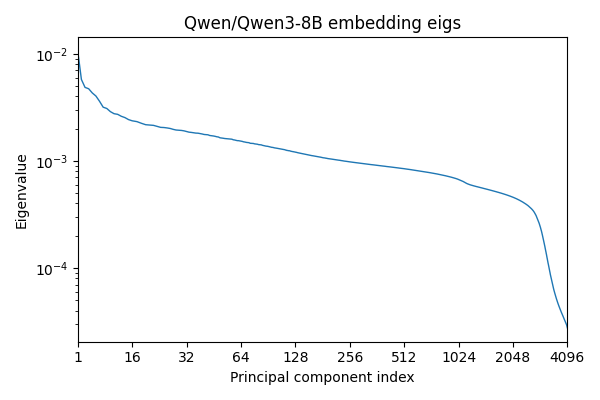 Qwen/Qwen3-8B embedding eigs
10⁻²
10⁻³
10⁻⁴
Eigenvalue
1 16 32 64 128 256 512 1024 2048 4096
Principal component index